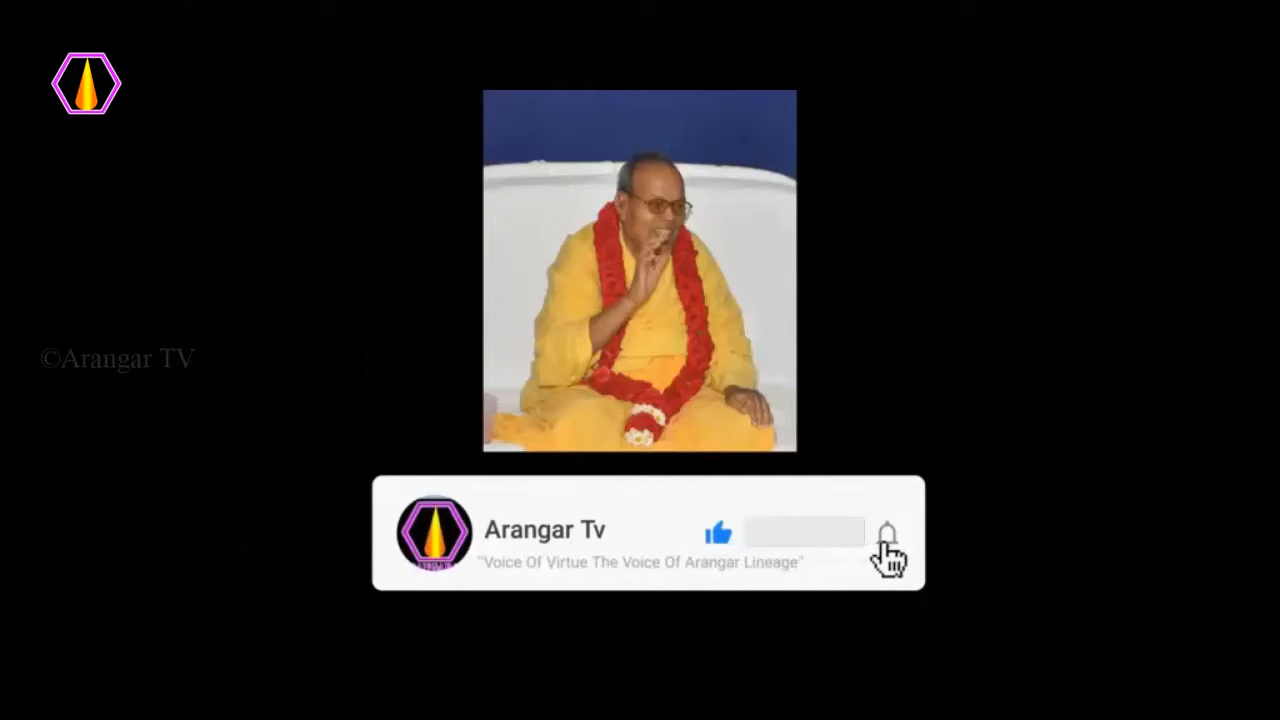 ©Arangar TV
Arangar Tv
"Voice Of Virtue The Voice Of Arangar Lineage"